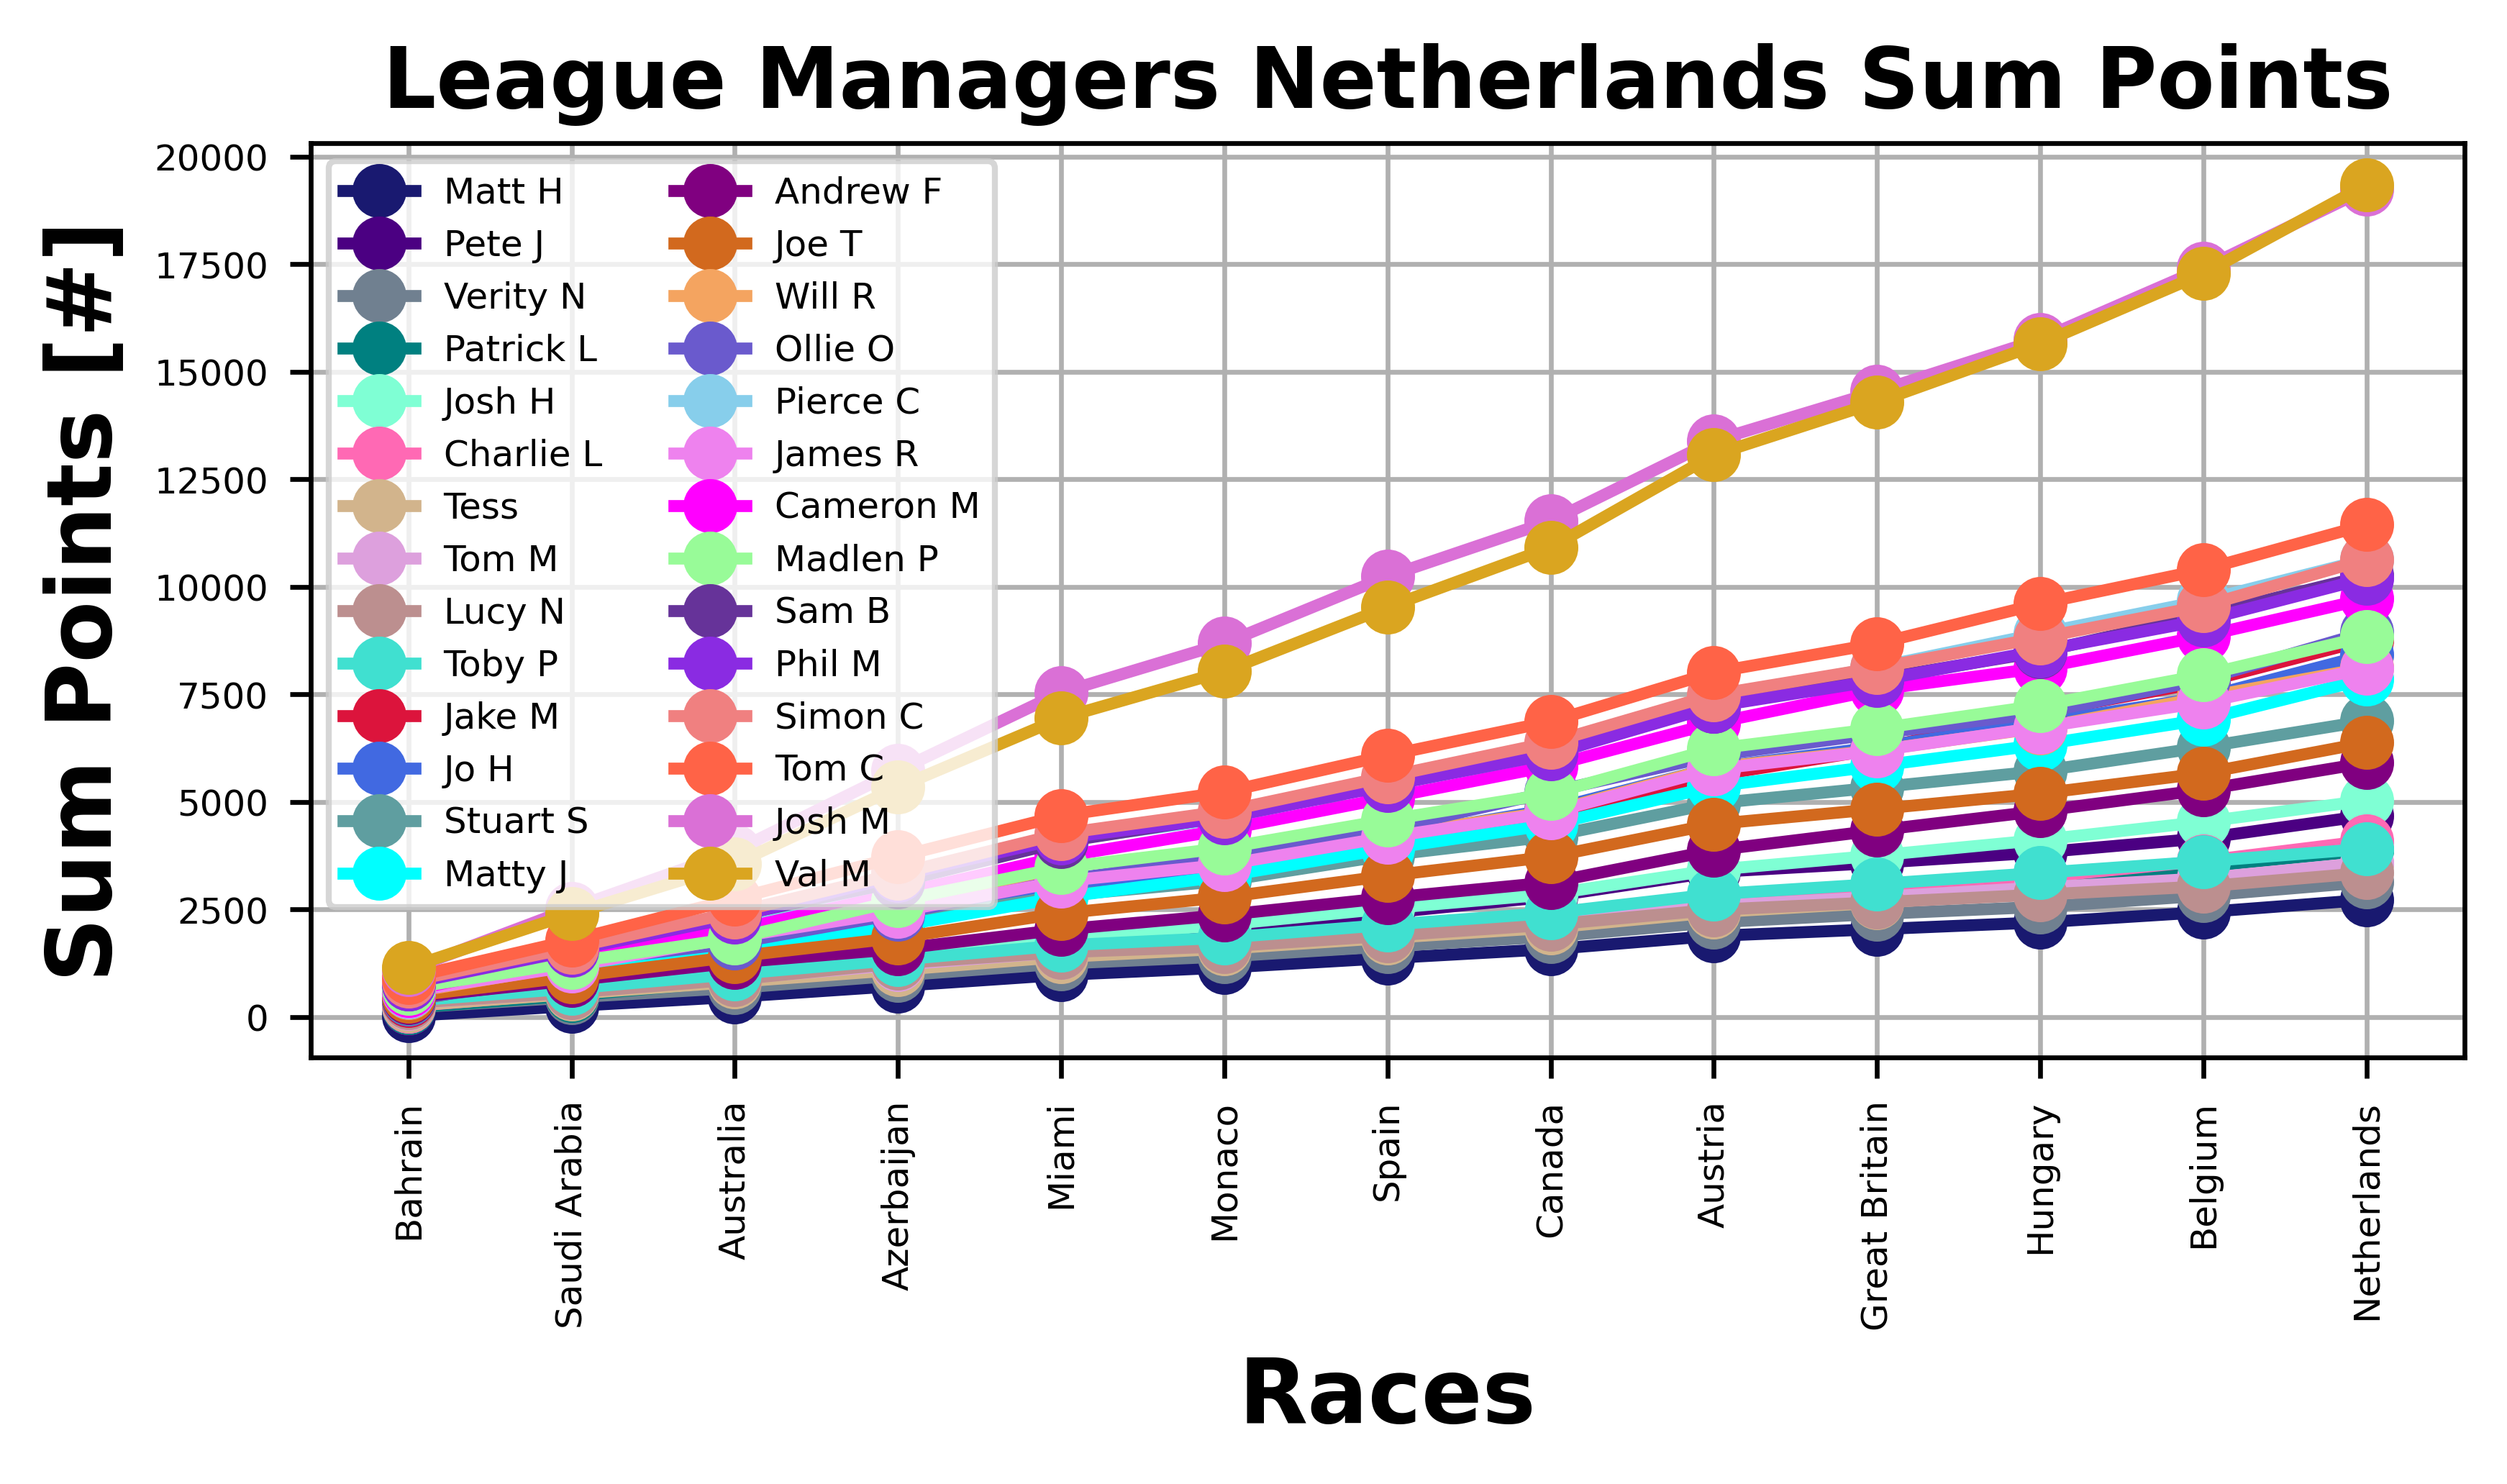 League Managers Netherlands Sum Points
Sum Points [#]
20000
17500
15000
12500
10000
7500
5000
2500
0
Matt H
Pete J
Verity N
Patrick L
Josh H
Charlie L
Tess
Tom M
Lucy N
Toby P
Jake M
Jo H
Stuart S
Matty J
Andrew F
Joe T
Will R
Ollie O
Pierce C
James R
Cameron M
Madlen P
Sam B
Phil M
Simon C
Tom C
Josh M
Val M
Bahrain
Saudi Arabia
Australia
Azerbaijan
Miami
Monaco
Spain
Canada
Austria
Great Britain
Hungary
Belgium
Netherlands
Races